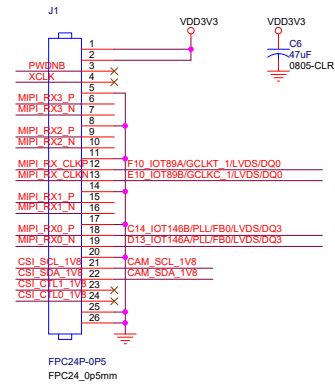 J1
VDD3V3 VDD3V3
1
2
PWDNB 3
XCLK 4
5
MIPI_RX3_P 6
MIPI_RX3_N 7
8
MIPI_RX2_P 9
MIPI_RX2_N 10
11
MIPI_RX_CLKP 12 F10_IOT89A/GCLKT_1/LVDS/DQ0
MIPI_RX_CLKN 13 E10_IOT89B/GCLKC_1/LVDS/DQ0
14
MIPI_RX1_P 15
MIPI_RX1_N 16
17
MIPI_RX0_P 18 C14_IOT146B/PLL/FB0/LVDS/DQ3
MIPI_RX0_N 19 D13_IOT146A/PLL/FB0/LVDS/DQ3
20
CSI_SCL_1V8 21 CAM_SCL_1V8
CSI_SDA_1V8 22 CAM_SDA_1V8
CSI_CTL1_1V8 23
CSI_CTL0_1V8 24
25
26
C6
47uF
0805-CLR
FPC24P-0P5
FPC24_0p5mm